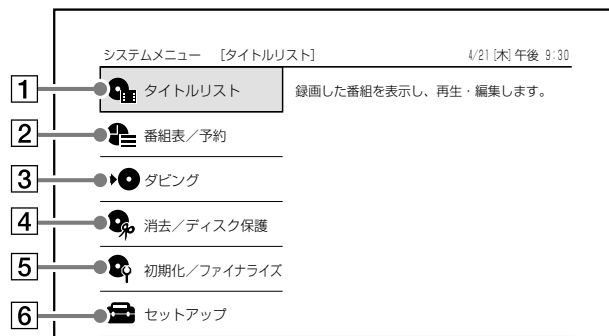 システムメニュー [タイトルリスト] 4/21[木]午後 9:30
1 タイトルリスト 録画した番組を表示し、再生・編集します。
2 番組表／予約
3 ダビング
4 消去／ディスク保護
5 初期化／ファイナライズ
6 セットアップ